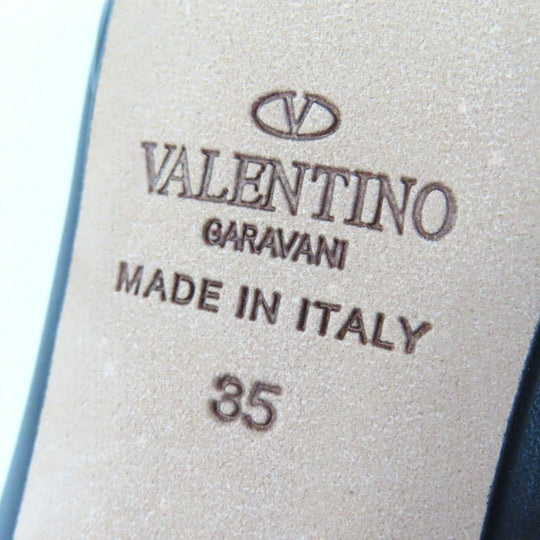 V
VALENTINO
GARAVANI
MADE IN ITALY
35